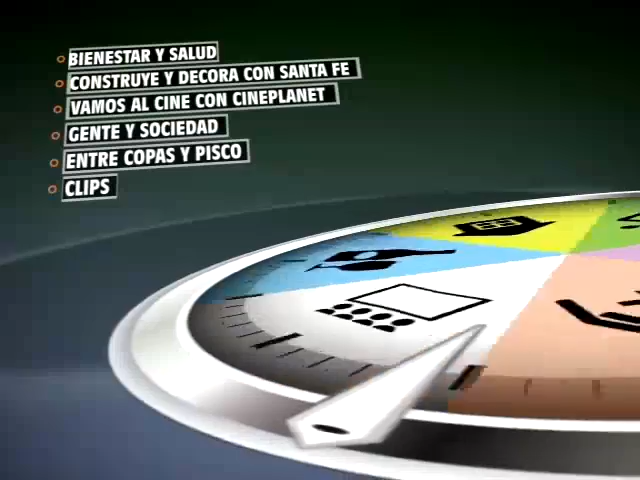 BIENESTAR Y SALUD
CONSTRUYE Y DECORA CON SANTA FE
VAMOS AL CINE CON CINEPLANET
GENTE Y SOCIEDAD
ENTRE COPAS Y PISCO
CLIPS